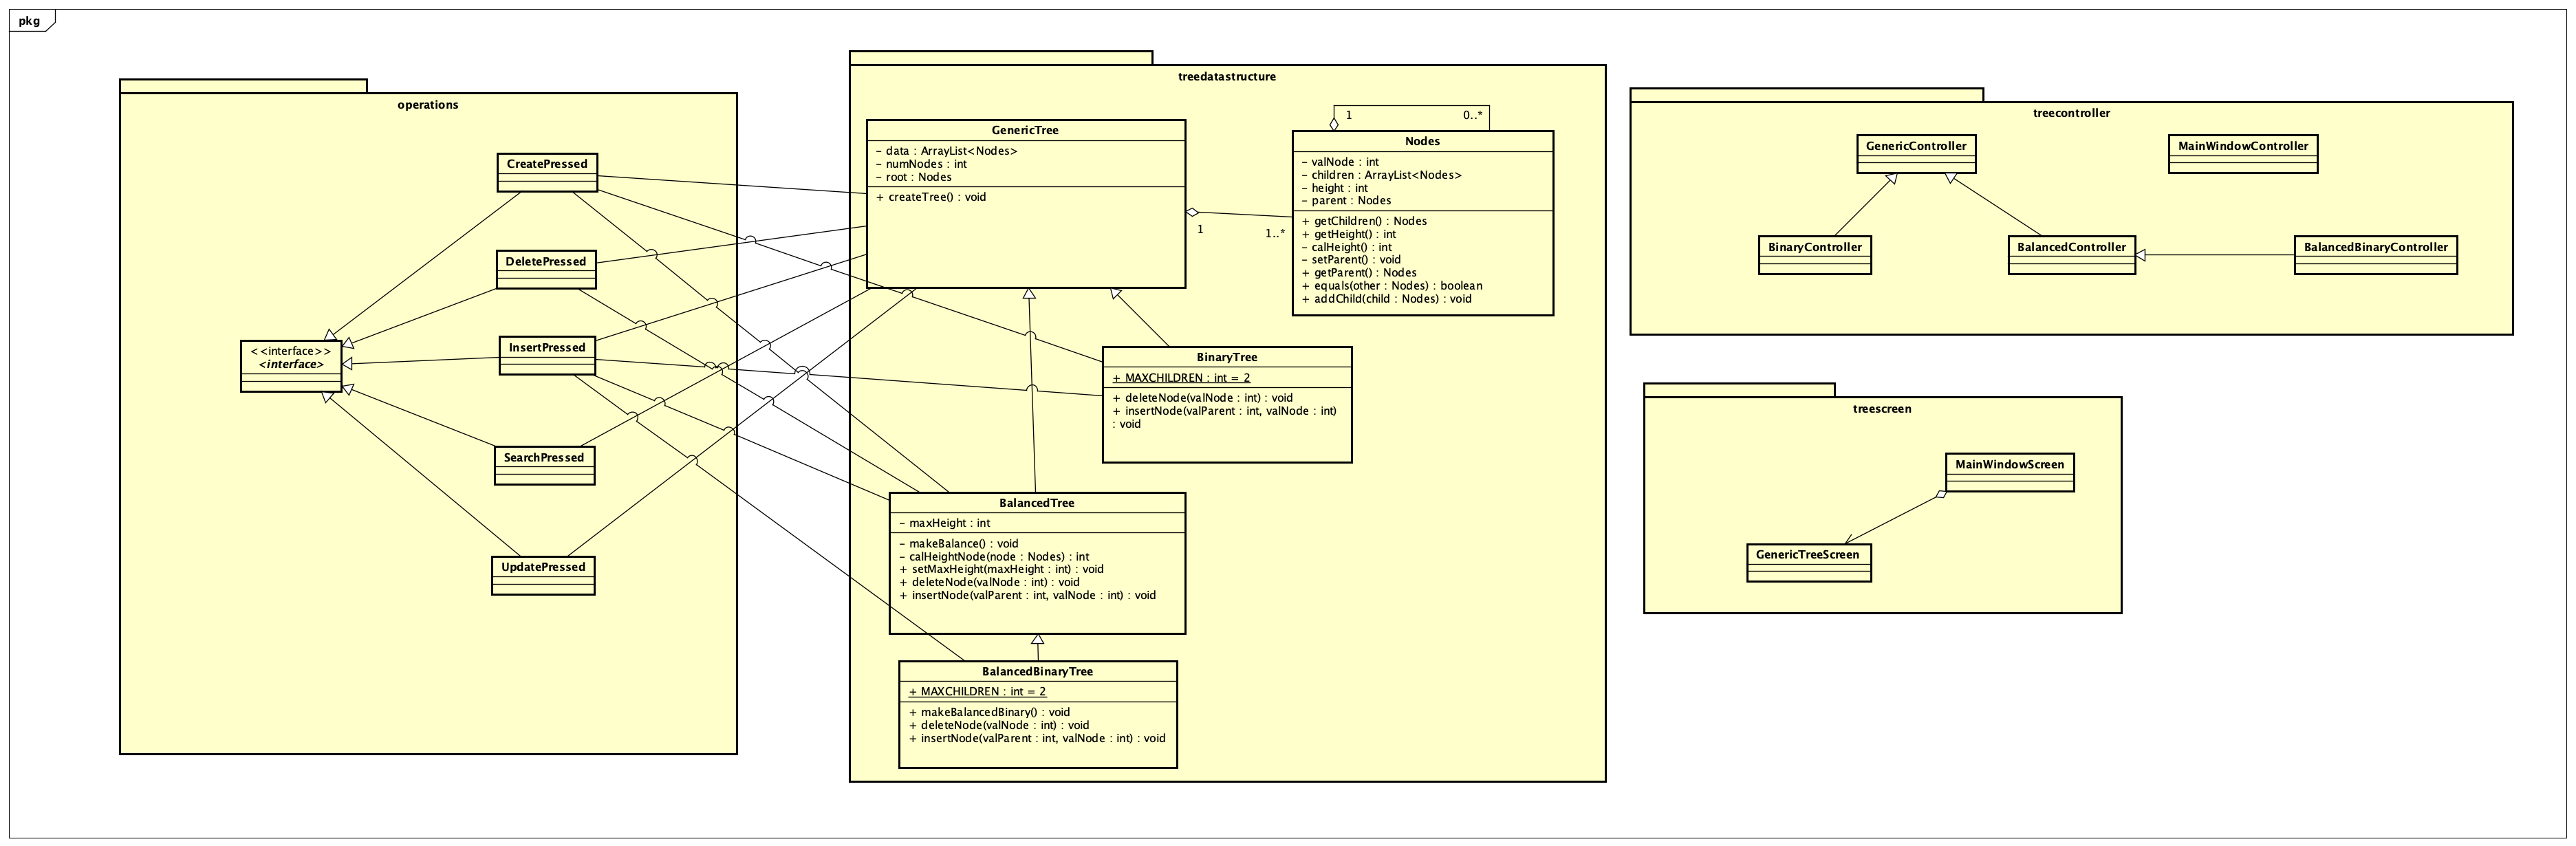 pkg
operations
CreatePressed
DeletePressed
InsertPressed
<<interface>>
<interface>
SearchPressed
UpdatePressed
treedatastructure
GenericTree
– data : ArrayList<Nodes>
– numNodes : int
– root : Nodes
+ createTree() : void
1
1..*
1
0..*
Nodes
– valNode : int
– children : ArrayList<Nodes>
– height : int
– parent : Nodes
+ getChildren() : Nodes
+ getHeight() : int
– calHeight() : int
– setParent() : void
+ getParent() : Nodes
+ equals(other : Nodes) : boolean
+ addChild(child : Nodes) : void
BinaryTree
+ MAXCHILDREN : int = 2
+ deleteNode(valNode : int) : void
+ insertNode(valParent : int, valNode : int)
: void
BalancedTree
– maxHeight : int
– makeBalance() : void
– calHeightNode(node : Nodes) : int
+ setMaxHeight(maxHeight : int) : void
+ deleteNode(valNode : int) : void
+ insertNode(valParent : int, valNode : int) : void
BalancedBinaryTree
+ MAXCHILDREN : int = 2
+ makeBalancedBinary() : void
+ deleteNode(valNode : int) : void
+ insertNode(valParent : int, valNode : int) : void
treecontroller
GenericController
MainWindowController
BinaryController
BalancedController
BalancedBinaryController
treescreen
MainWindowScreen
GenericTreeScreen